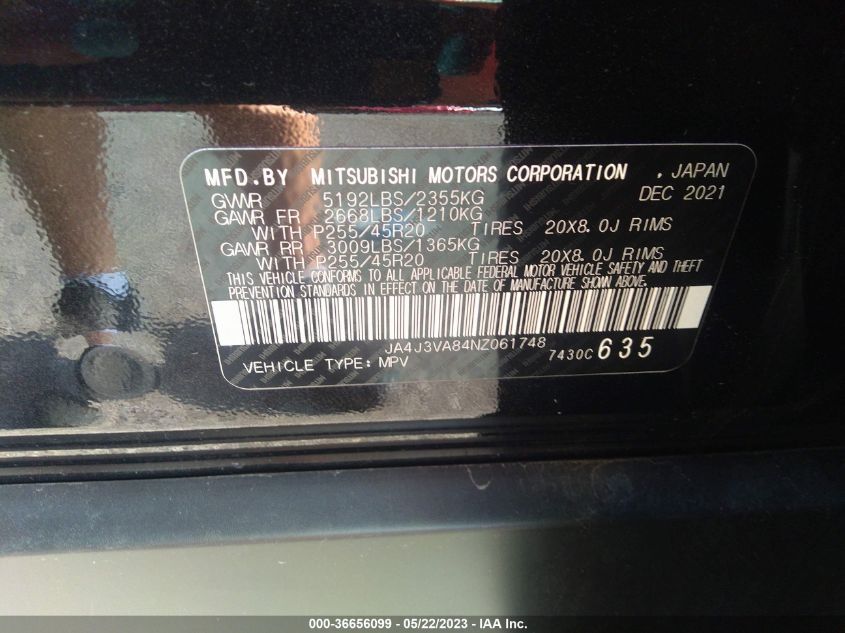 MFD.BY MITSUBISHI MOTORS CORPORATION . JAPAN
DEC 2021
GVWR 5192LBS/2355KG
GAWR FR 2668LBS/1210KG
WITH P255/45R20 TIRES 20X8.0J RIMS
GAWR RR 3009LBS/1365KG
WITH P255/45R20 TIRES 20X8.0J RIMS
THIS VEHICLE CONFORMS TO ALL APPLICABLE FEDERAL MOTOR VEHICLE SAFETY AND THEFT
PREVENTION STANDARDS IN EFFECT ON THE DATE OF MANUFACTURE SHOWN ABOVE.
JA4J3VA84NZ061748
VEHICLE TYPE: MPV 7430C 635
000-36656099 — 05/22/2023 — IAA Inc.